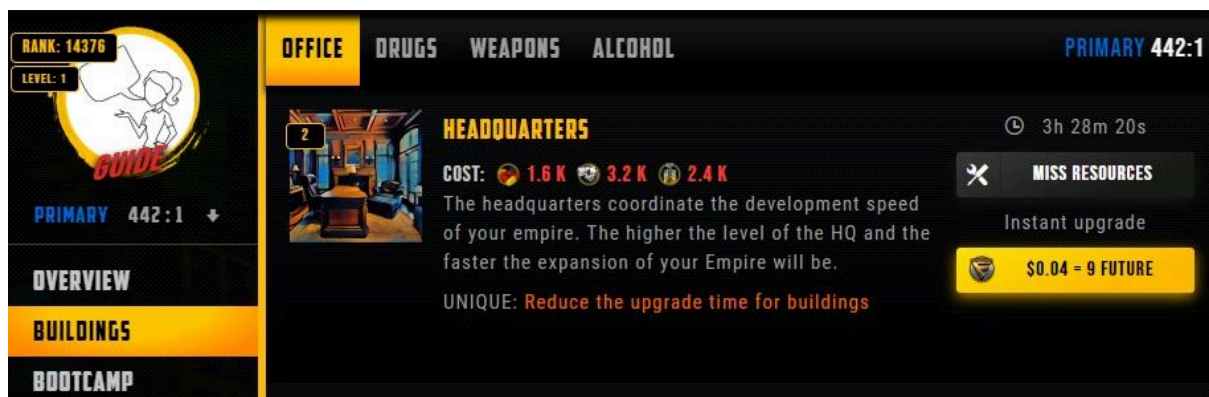 RANK: 14376
LEVEL: 1
GUIDE
PRIMARY 442:1
OVERVIEW
BUILDINGS
BOOTCAMP
OFFICE DRUGS WEAPONS ALCOHOL PRIMARY 442:1
2
HEADQUARTERS
COST: 1.6 K 3.2 K 2.4 K
The headquarters coordinate the development speed
of your empire. The higher the level of the HQ and the
faster the expansion of your Empire will be.
UNIQUE: Reduce the upgrade time for buildings
3h 28m 20s
MISS RESOURCES
Instant upgrade
$0.04 = 9 FUTURE